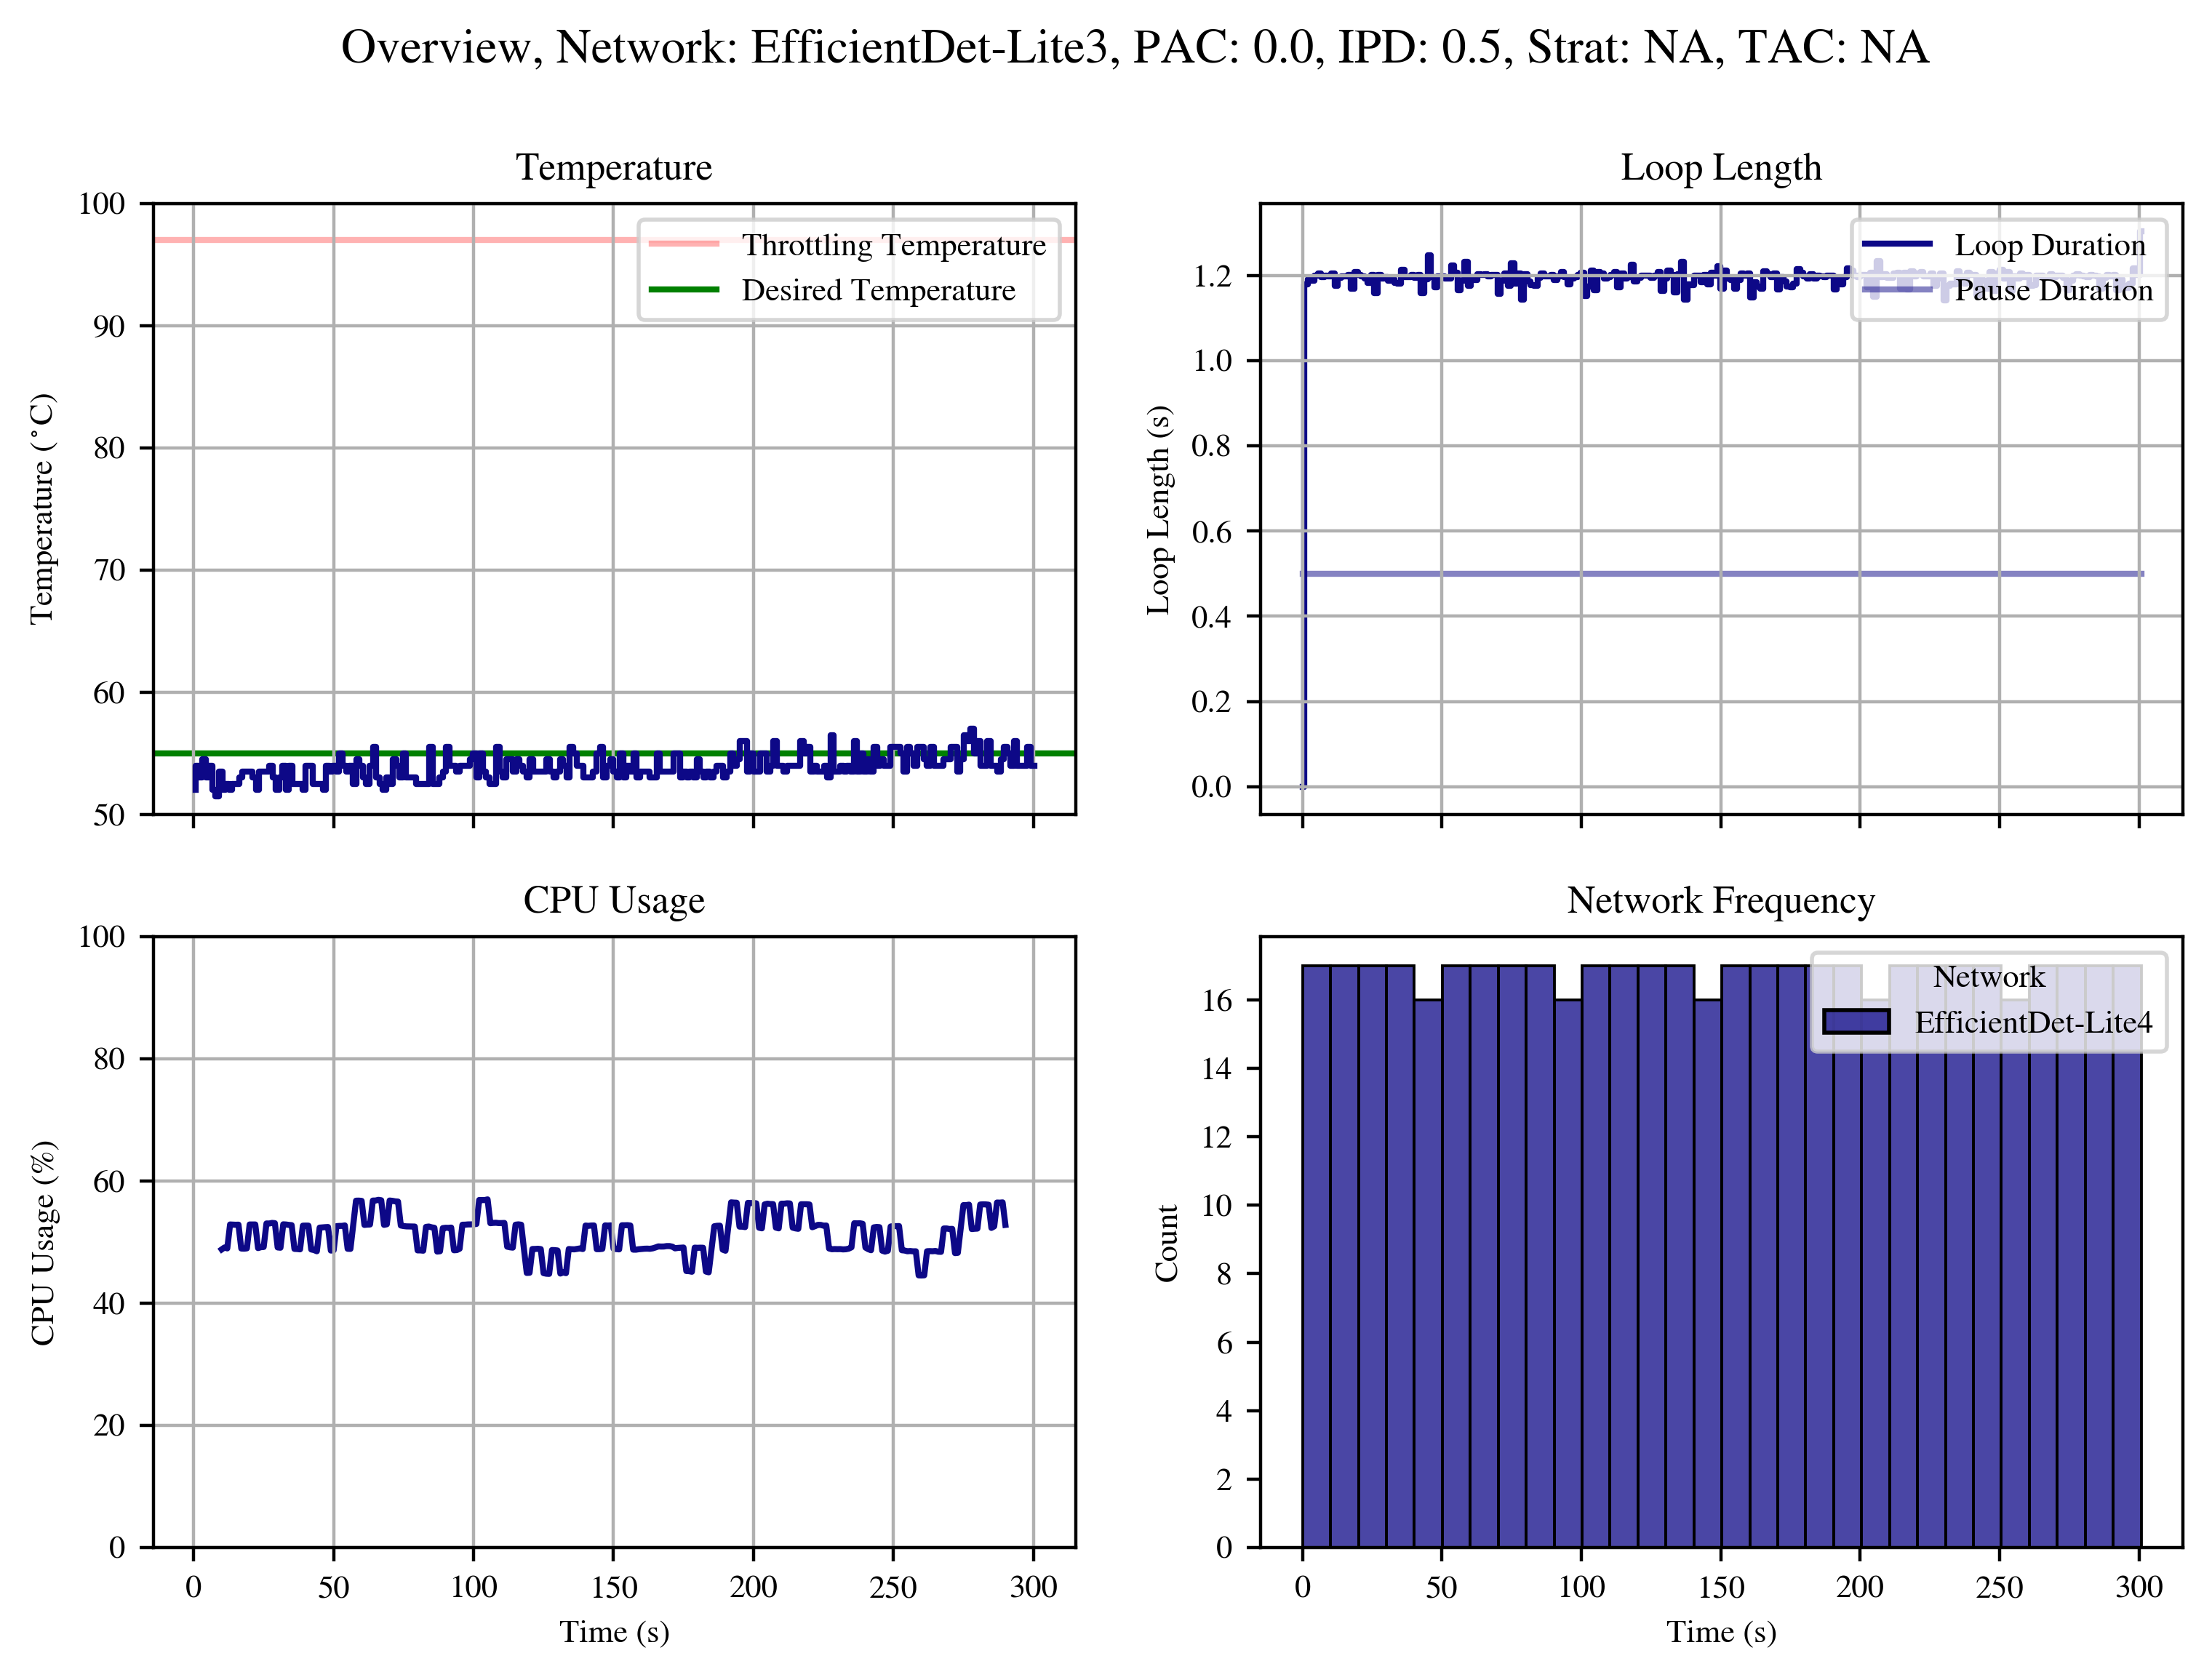 Overview, Network: EfficientDet-Lite3, PAC: 0.0, IPD: 0.5, Strat: NA, TAC: NA
Temperature
100
90
80
70
60
50
Temperature (°C)
Throttling Temperature
Desired Temperature
Loop Length
1.2
1.0
0.8
0.6
0.4
0.2
0.0
Loop Length (s)
Loop Duration
Pause Duration
CPU Usage
100
80
60
40
20
0
CPU Usage (%)
0 50 100 150 200 250 300
Time (s)
Network Frequency
16
14
12
10
8
6
4
2
0
Count
Network
EfficientDet-Lite4
0 50 100 150 200 250 300
Time (s)